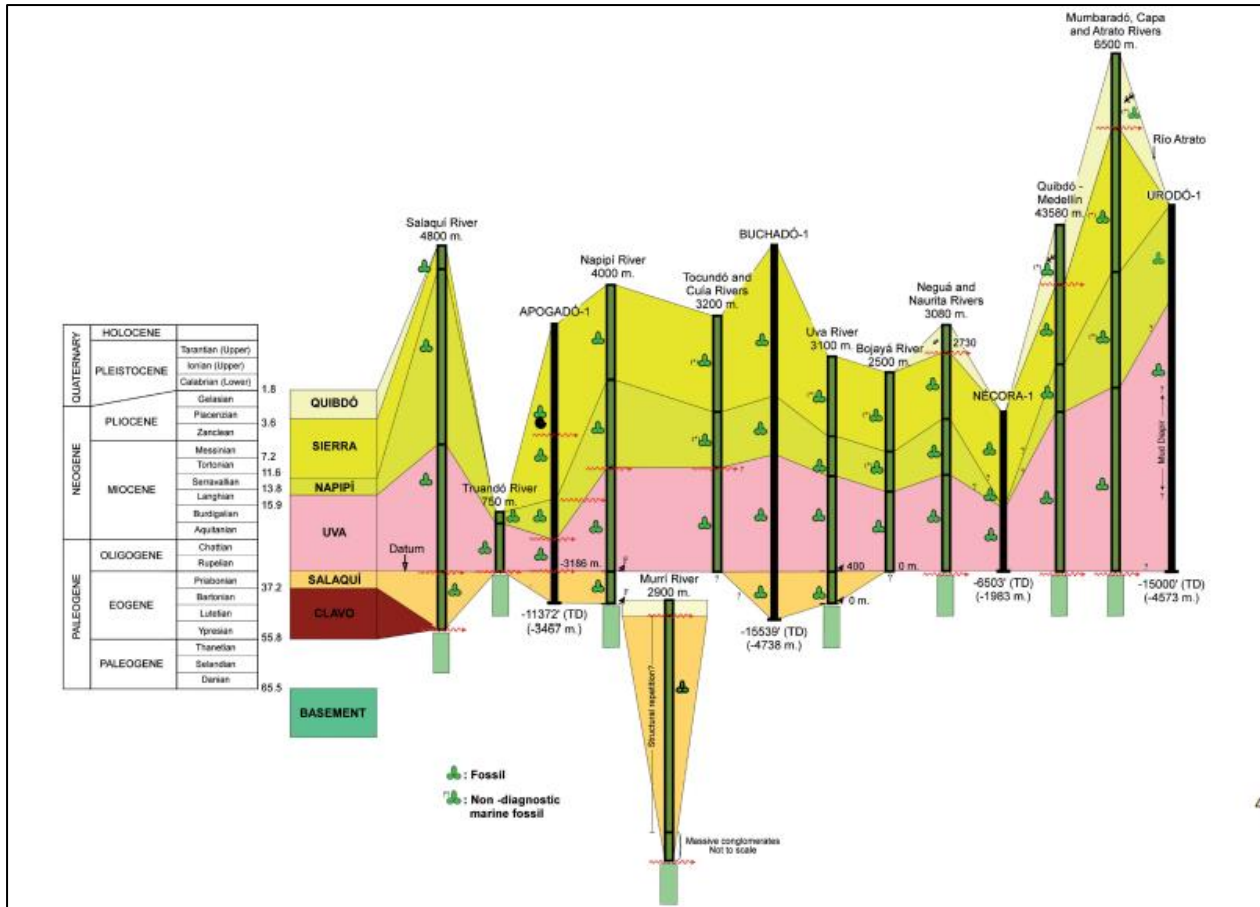 Mumbaradó, Capa
and Atrato Rivers
6500 m.
Río Atrato
Quibdó -
Medellín
43580 m.
URODÓ-1
Salaquí River
4800 m.
BUCHADÓ-1
Napipí River
4000 m.
Tocundó and
Cuía Rivers
3200 m.
APOGADÓ-1
Neguá and
Naurita Rivers
3080 m.
2730
Uva River
3100 m.
Bojayá River
2500 m.
NECORA-1
Truandó River
750 m.
Mud Diapir
QUATERNARY
NEOGENE
PALEOGENE
HOLOCENE
PLEISTOCENE
Tarantian (Upper)
Ionian (Upper)
Calabrian (Lower)
1.8
Gelasian
PLIOCENE
Piacenzian
3.6
Zanclean
MIOCENE
Messinian
7.2
Tortonian
11.6
Serravallian
13.8
Langhian
15.9
Burdigalian
Aquitanian
OLIGOGENE
Chattian
Rupelian
EOGENE
Priabonian
37.2
Bartonian
Lutetian
Ypresian
55.8
PALEOGENE
Thanetian
Selandian
Danian
65.5
QUIBDÓ
SIERRA
NAPIPÍ
UVA
SALAQUÍ
CLAVO
BASEMENT
Datum
-3186 m.
400
0 m.
0 m.
Murrí River
2900 m.
-11372' (TD)
(-3467 m.)
-15539' (TD)
(-4738 m.)
-6503' (TD)
(-1983 m.)
-15000' (TD)
(-4573 m.)
Structural repetition?
Massive conglomerates
Not to scale
: Fossil
(*) : Non -diagnostic
marine fossil
4